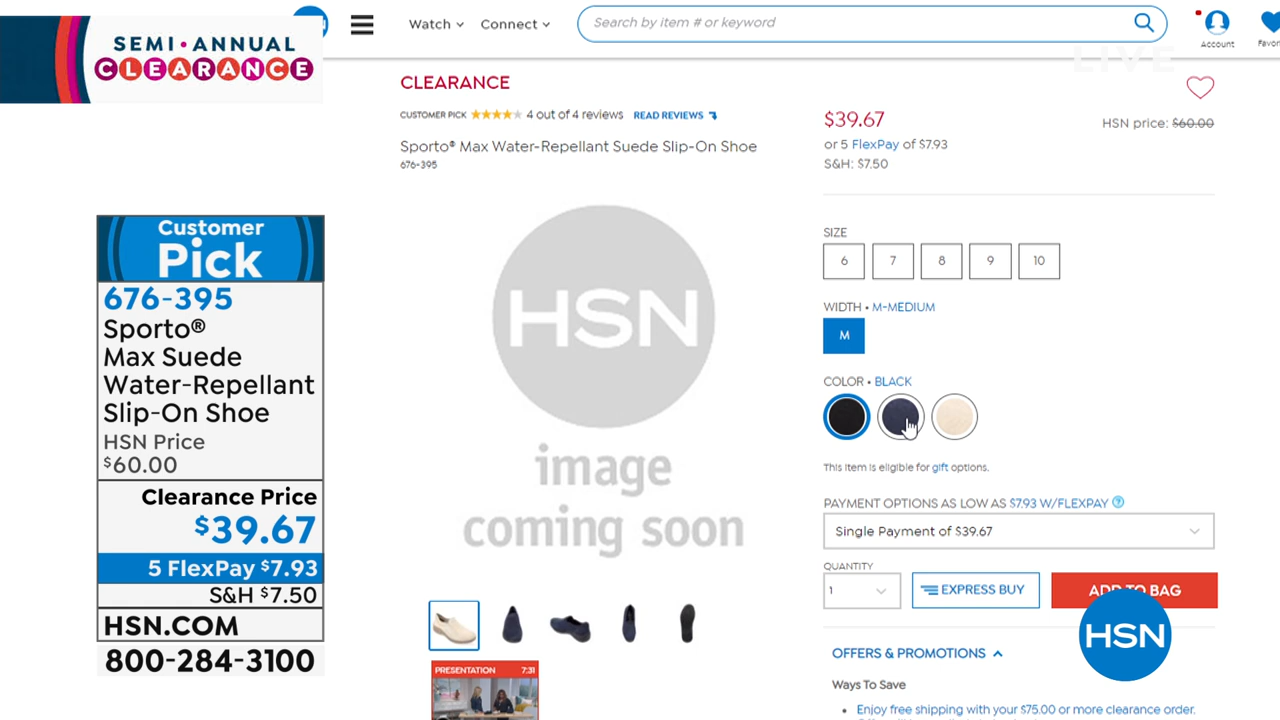 SEMI•ANNUAL
CLEARANCE
Watch
Connect
Search by item # or keyword
Account
LIVE
CLEARANCE
CUSTOMER PICK 4 out of 4 reviews READ REVIEWS
Sporto® Max Water-Repellant Suede Slip-On Shoe
676-395
$39.67
HSN price: $60.00
or 5 FlexPay of $7.93
S&H: $7.50
SIZE
6 7 8 9 10
WIDTH • M-MEDIUM
M
COLOR • BLACK
This item is eligible for gift options.
PAYMENT OPTIONS AS LOW AS $7.93 W/FLEXPAY ?
Single Payment of $39.67
QUANTITY
1
EXPRESS BUY
ADD TO BAG
OFFERS & PROMOTIONS
Ways To Save
• Enjoy free shipping with your $75.00 or more clearance order.
HSN
image
coming soon
PRESENTATION 7:31
HSN
Customer
Pick
676-395
Sporto®
Max Suede
Water-Repellant
Slip-On Shoe
HSN Price
$60.00
Clearance Price
$39.67
5 FlexPay $7.93
S&H $7.50
HSN.COM
800-284-3100